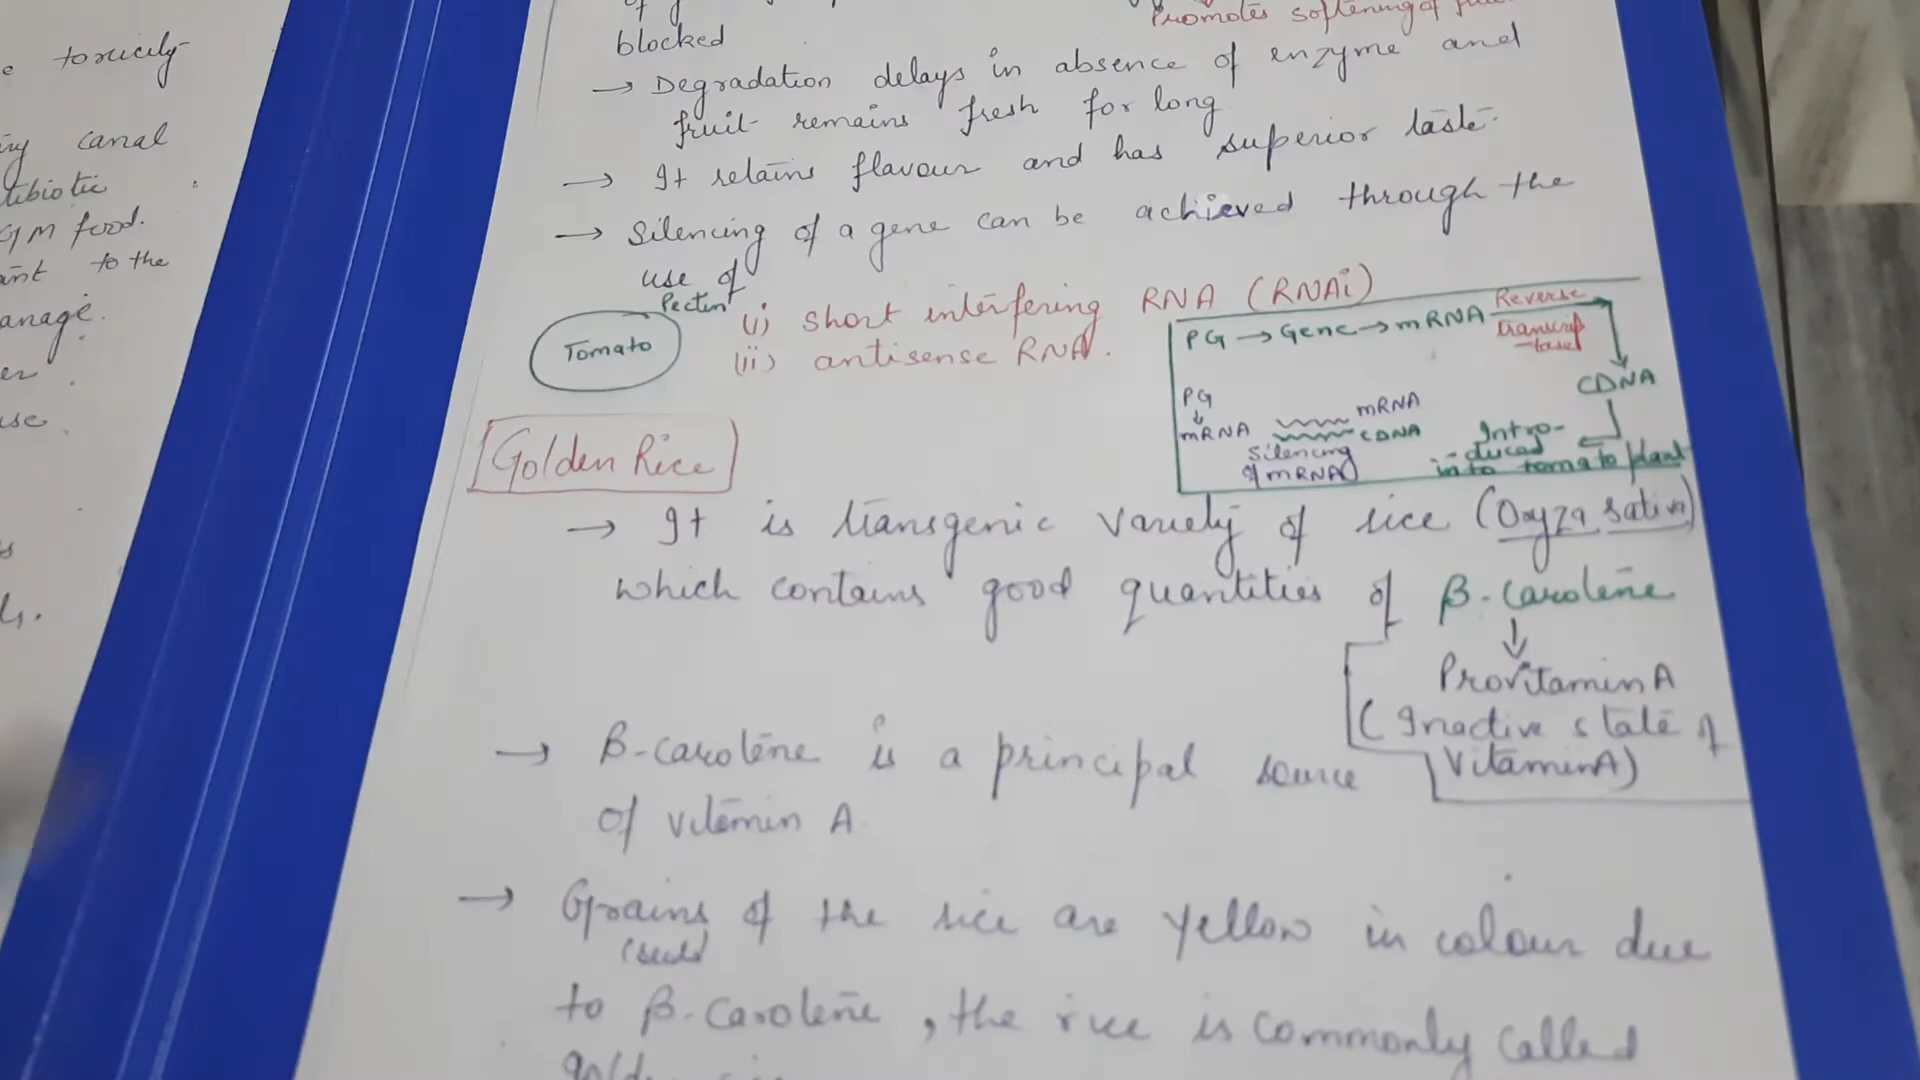 toxicity
canal
GM food.
to the
blocked
Promotes softening of
→ Degradation delays in absence of enzyme and
fruit remains fresh for long
→ It retains flavour and has superior taste.
→ Silencing of a gene can be achieved through the
use of
(i) short interfering RNA (RNAi)
(ii) antisense RNA.
Pectin
Tomato
PG → Gene → mRNA Reverse
transcrip
-tase
CDNA
Intro-
-duced
into tomato plant
PG
↓
mRNA
mRNA
CDNA
Silencing
of mRNA
Golden Rice
→ It is transgenic variety of rice (Oryza sativa)
which contains good quantities of β-carotene
↓
Provitamin A
(Inactive state of
Vitamin A)
→ β-carotene is a principal source
of vitamin A
→ Grains of the rice are yellow in colour due
(seeds)
to β-carotene, the rice is commonly called